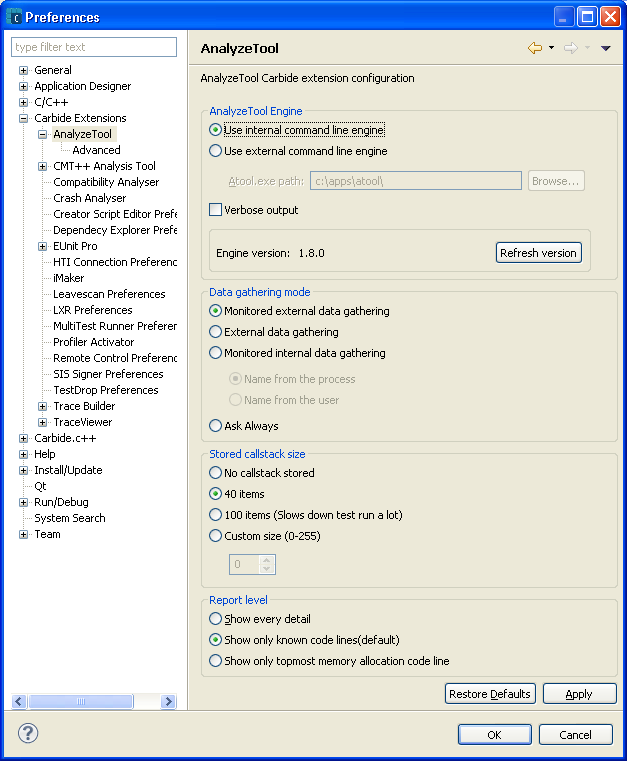 Preferences
type filter text
General
Application Designer
C/C++
Carbide Extensions
AnalyzeTool
Advanced
CMT++ Analysis Tool
Compatibility Analyser
Crash Analyser
Creator Script Editor Prefe
Dependecy Explorer Prefe
EUnit Pro
HTI Connection Preferenc
iMaker
Leavescan Preferences
LXR Preferences
MultiTest Runner Preferer
Profiler Activator
Remote Control Preferenc
SIS Signer Preferences
TestDrop Preferences
Trace Builder
TraceViewer
Carbide.c++
Help
Install/Update
Qt
Run/Debug
System Search
Team
AnalyzeTool
AnalyzeTool Carbide extension configuration
AnalyzeTool Engine
Use internal command line engine
Use external command line engine
Atool.exe path: c:\apps\atool\ Browse...
Verbose output
Engine version: 1.8.0 Refresh version
Data gathering mode
Monitored external data gathering
External data gathering
Monitored internal data gathering
Name from the process
Name from the user
Ask Always
Stored callstack size
No callstack stored
40 items
100 items (Slows down test run a lot)
Custom size (0-255)
0
Report level
Show every detail
Show only known code lines(default)
Show only topmost memory allocation code line
Restore Defaults Apply
OK Cancel